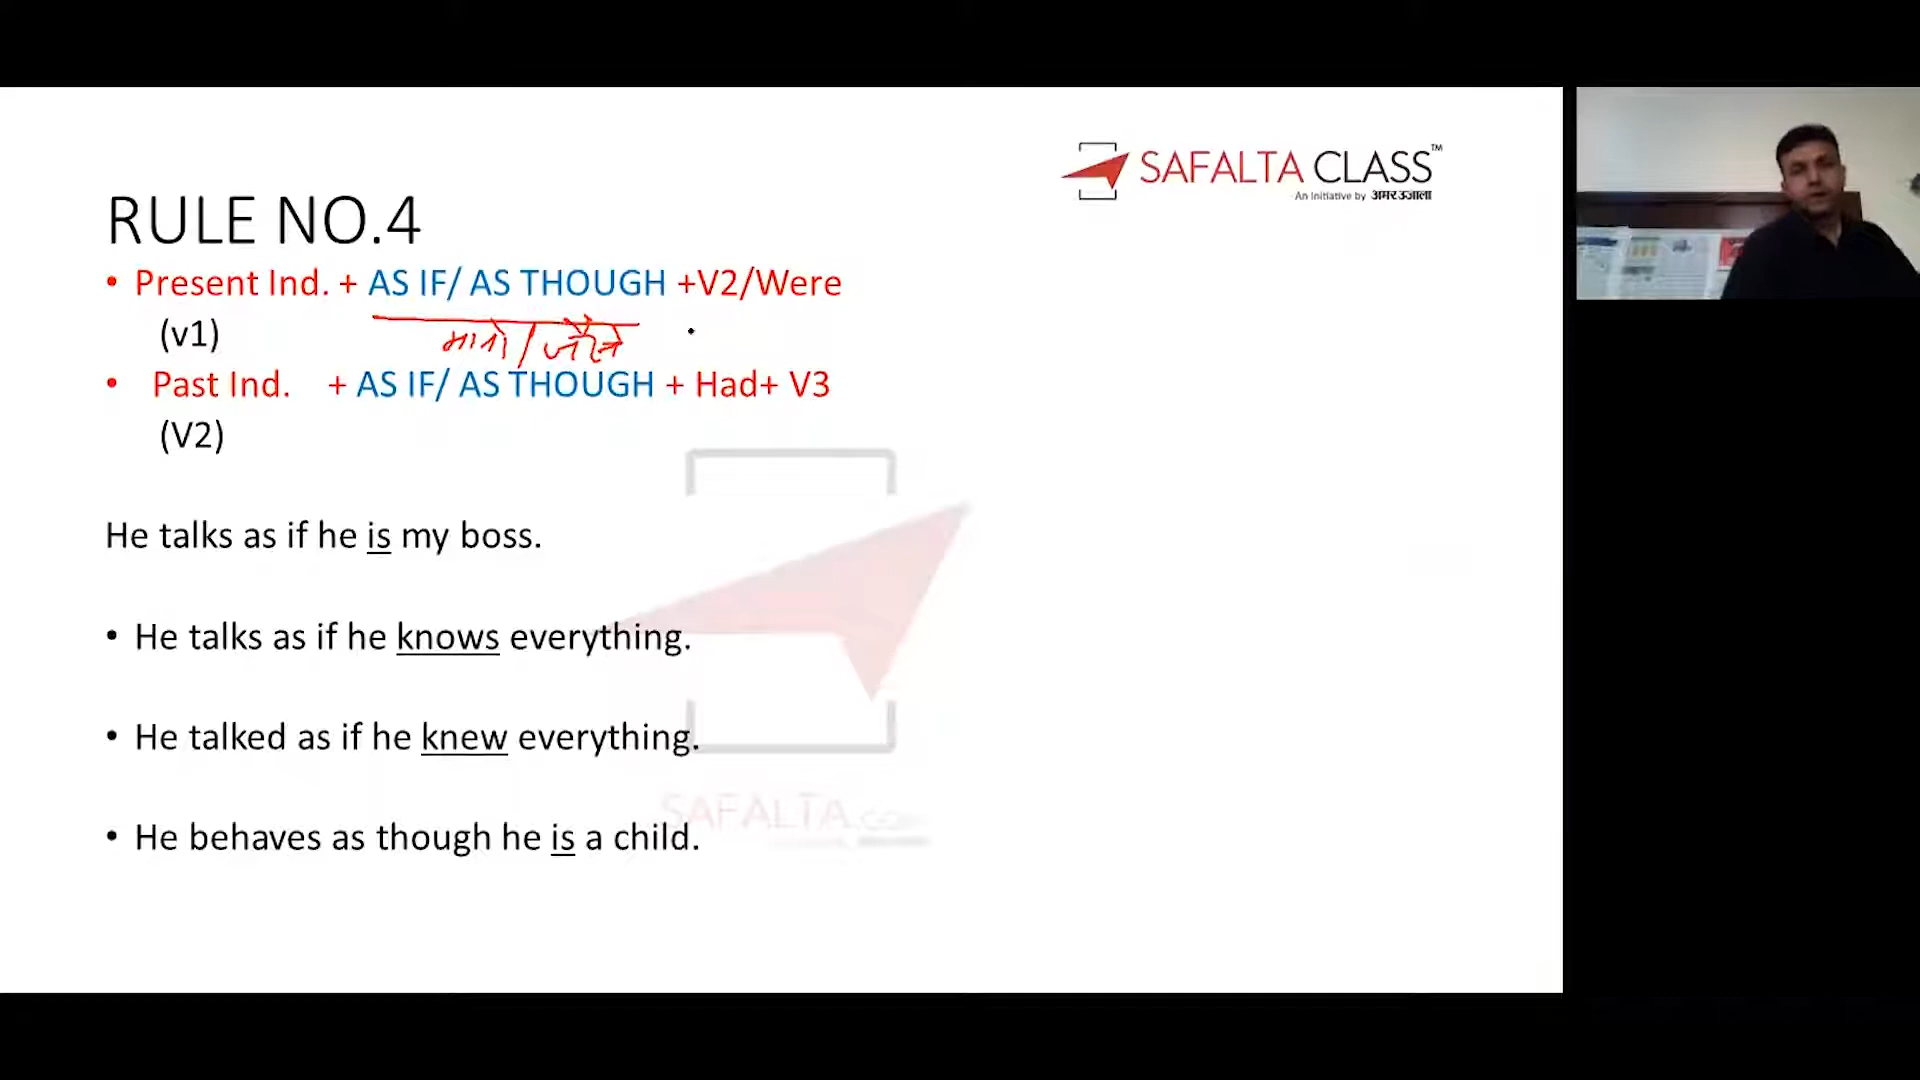 SAFALTA CLASS™
An Initiative by अमर उजाला
RULE NO.4
• Present Ind. + AS IF/ AS THOUGH +V2/Were
(v1)
मानो / जैसे
• Past Ind. + AS IF/ AS THOUGH + Had+ V3
(V2)
He talks as if he is my boss.
• He talks as if he knows everything.
• He talked as if he knew everything.
• He behaves as though he is a child.
SAFALTA.com